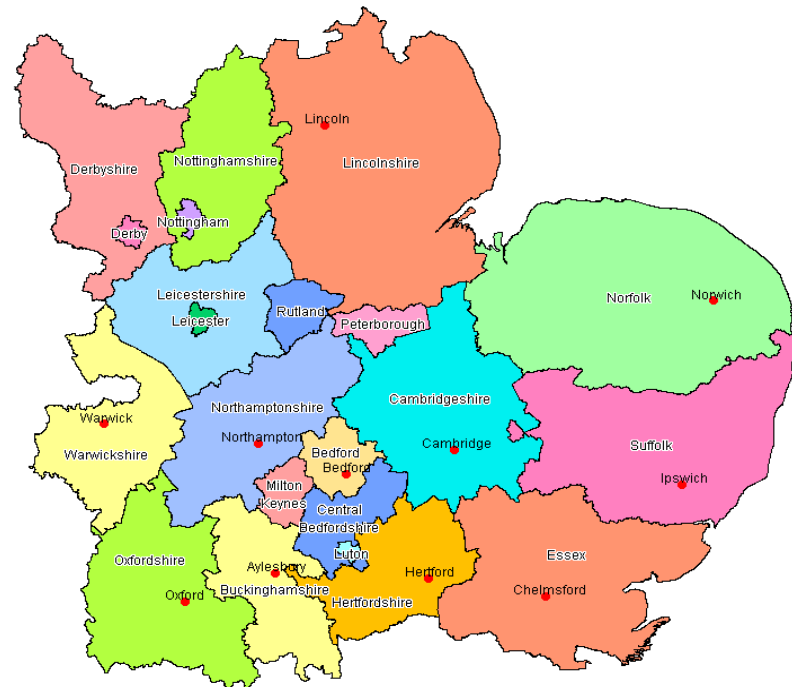 Lincoln
Nottinghamshire
Lincolnshire
Derbyshire
Nottingham
Derby
Leicestershire
Norfolk
Norwich
Rutland
Leicester
Peterborough
Cambridgeshire
Northamptonshire
Warwick
Northampton
Cambridge
Suffolk
Warwickshire
Bedford
Bedford
Ipswich
Milton
Keynes
Central
Bedfordshire
Luton
Essex
Oxfordshire
Aylesbury
Hertford
Buckinghamshire
Oxford
Chelmsford
Hertfordshire